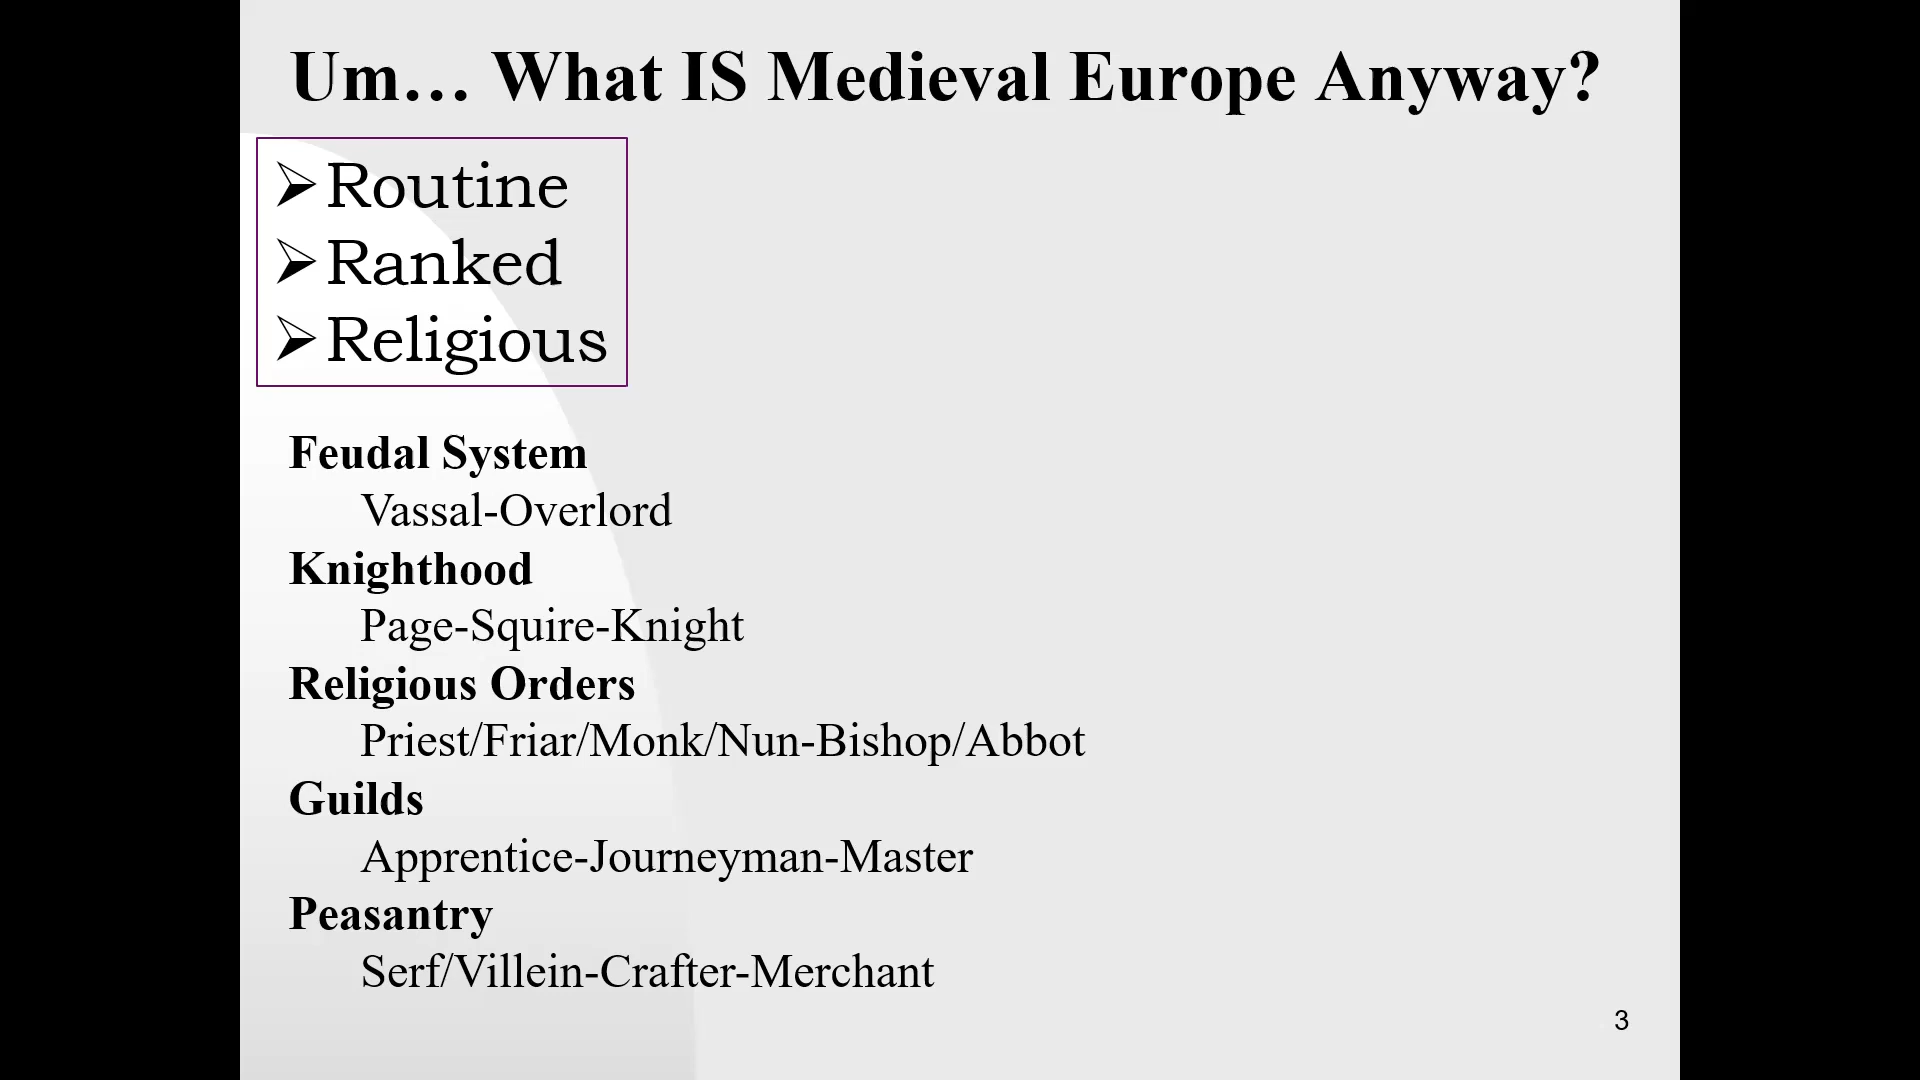 Um… What IS Medieval Europe Anyway?
➢Routine
➢Ranked
➢Religious
Feudal System
Vassal-Overlord
Knighthood
Page-Squire-Knight
Religious Orders
Priest/Friar/Monk/Nun-Bishop/Abbot
Guilds
Apprentice-Journeyman-Master
Peasantry
Serf/Villein-Crafter-Merchant
3